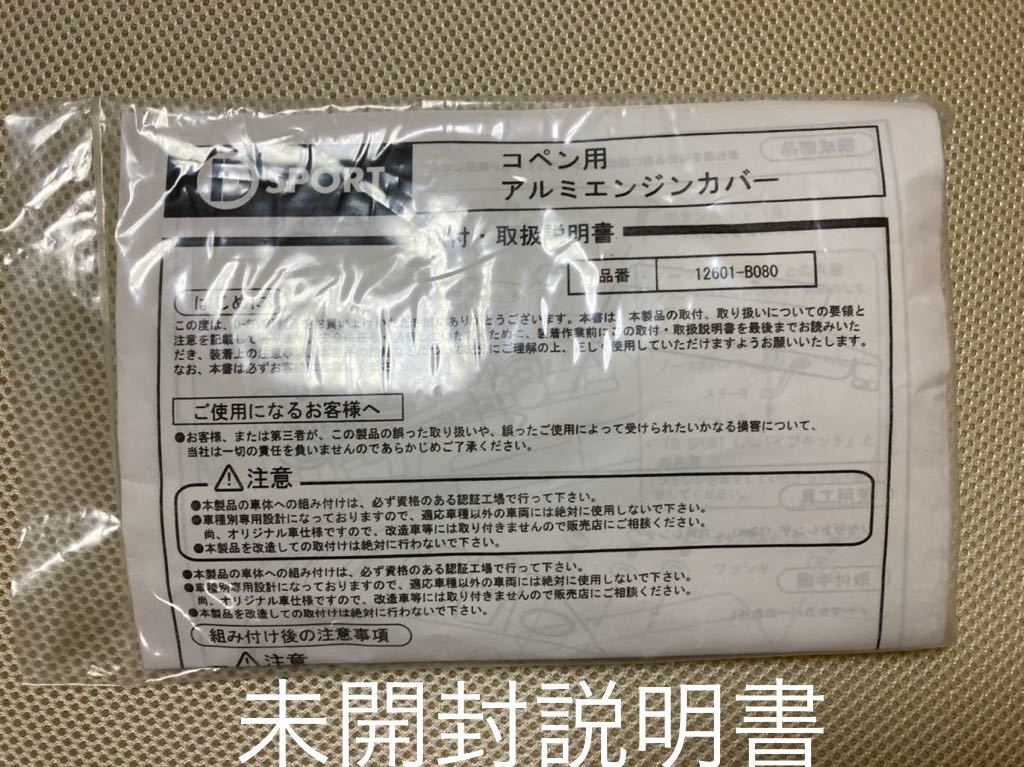 D SPORT
コペン用
アルミエンジンカバー
付・取扱説明書
品番 12601-B080
はじめに
この度は、お買い上げいただきありがとうございます。本書は、本製品の取付、取り扱いについての要領と
注意を記載して ために、装着作業前にこの取付・取扱説明書を最後までお読みいた
だき、装着上の注意 にご理解の上、正しく使用していただけますようお願いいたします。
なお、本書は必ずお客
ご使用になるお客様へ
●お客様、または第三者が、この製品の誤った取り扱いや、誤ったご使用によって受けられたいかなる損害について、
当社は一切の責任を負いませんのであらかじめご了承ください。
⚠注意
●本製品の車体への組み付けは、必ず資格のある認証工場で行って下さい。
●車種別専用設計になっておりますので、適応車種以外の車両には絶対に使用しないで下さい。
尚、オリジナル車仕様ですので、改造車等には取り付きませんので販売店にご相談ください。
●本製品を改造しての取付けは絶対に行わないで下さい。
●本製品の車体への組み付けは、必ず資格のある認証工場で行って下さい。
●車種別専用設計になっておりますので、適応車種以外の車両には絶対に使用しないで下さい。
尚、オリジナル車仕様ですので、改造車等には取り付きませんので販売店にご相談ください。
●本製品を改造しての取付けは絶対に行わないで下さい。
組み付け後の注意事項
⚠注意
未開封説明書